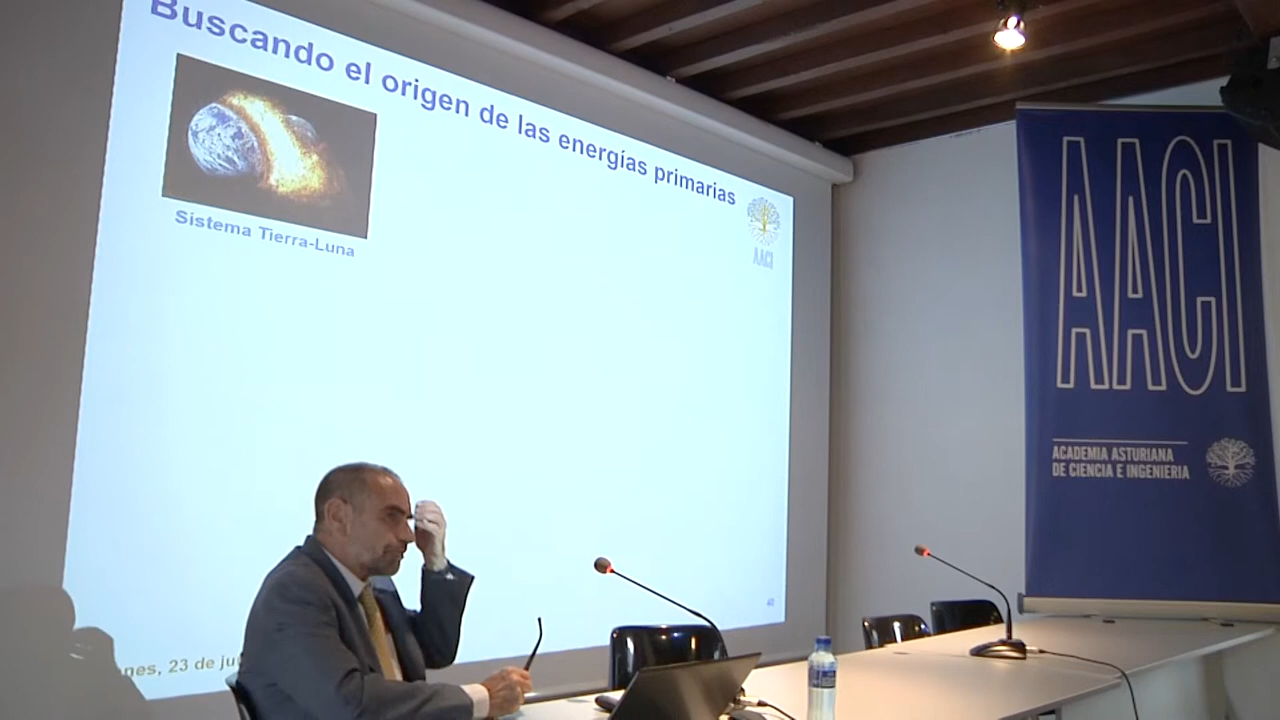 Buscando el origen de las energías primarias
Sistema Tierra-Luna
AACI
AACI
ACADEMIA ASTURIANA
DE CIENCIA E INGENIERIA
nes, 23 de ju